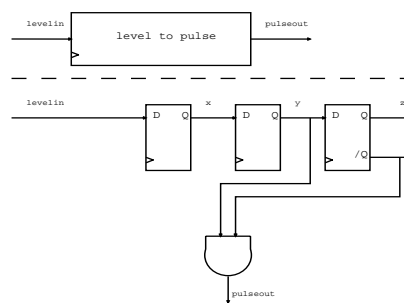 levelin
level to pulse
pulseout
levelin
x
y
z
D Q
D Q
D Q
/Q
pulseout